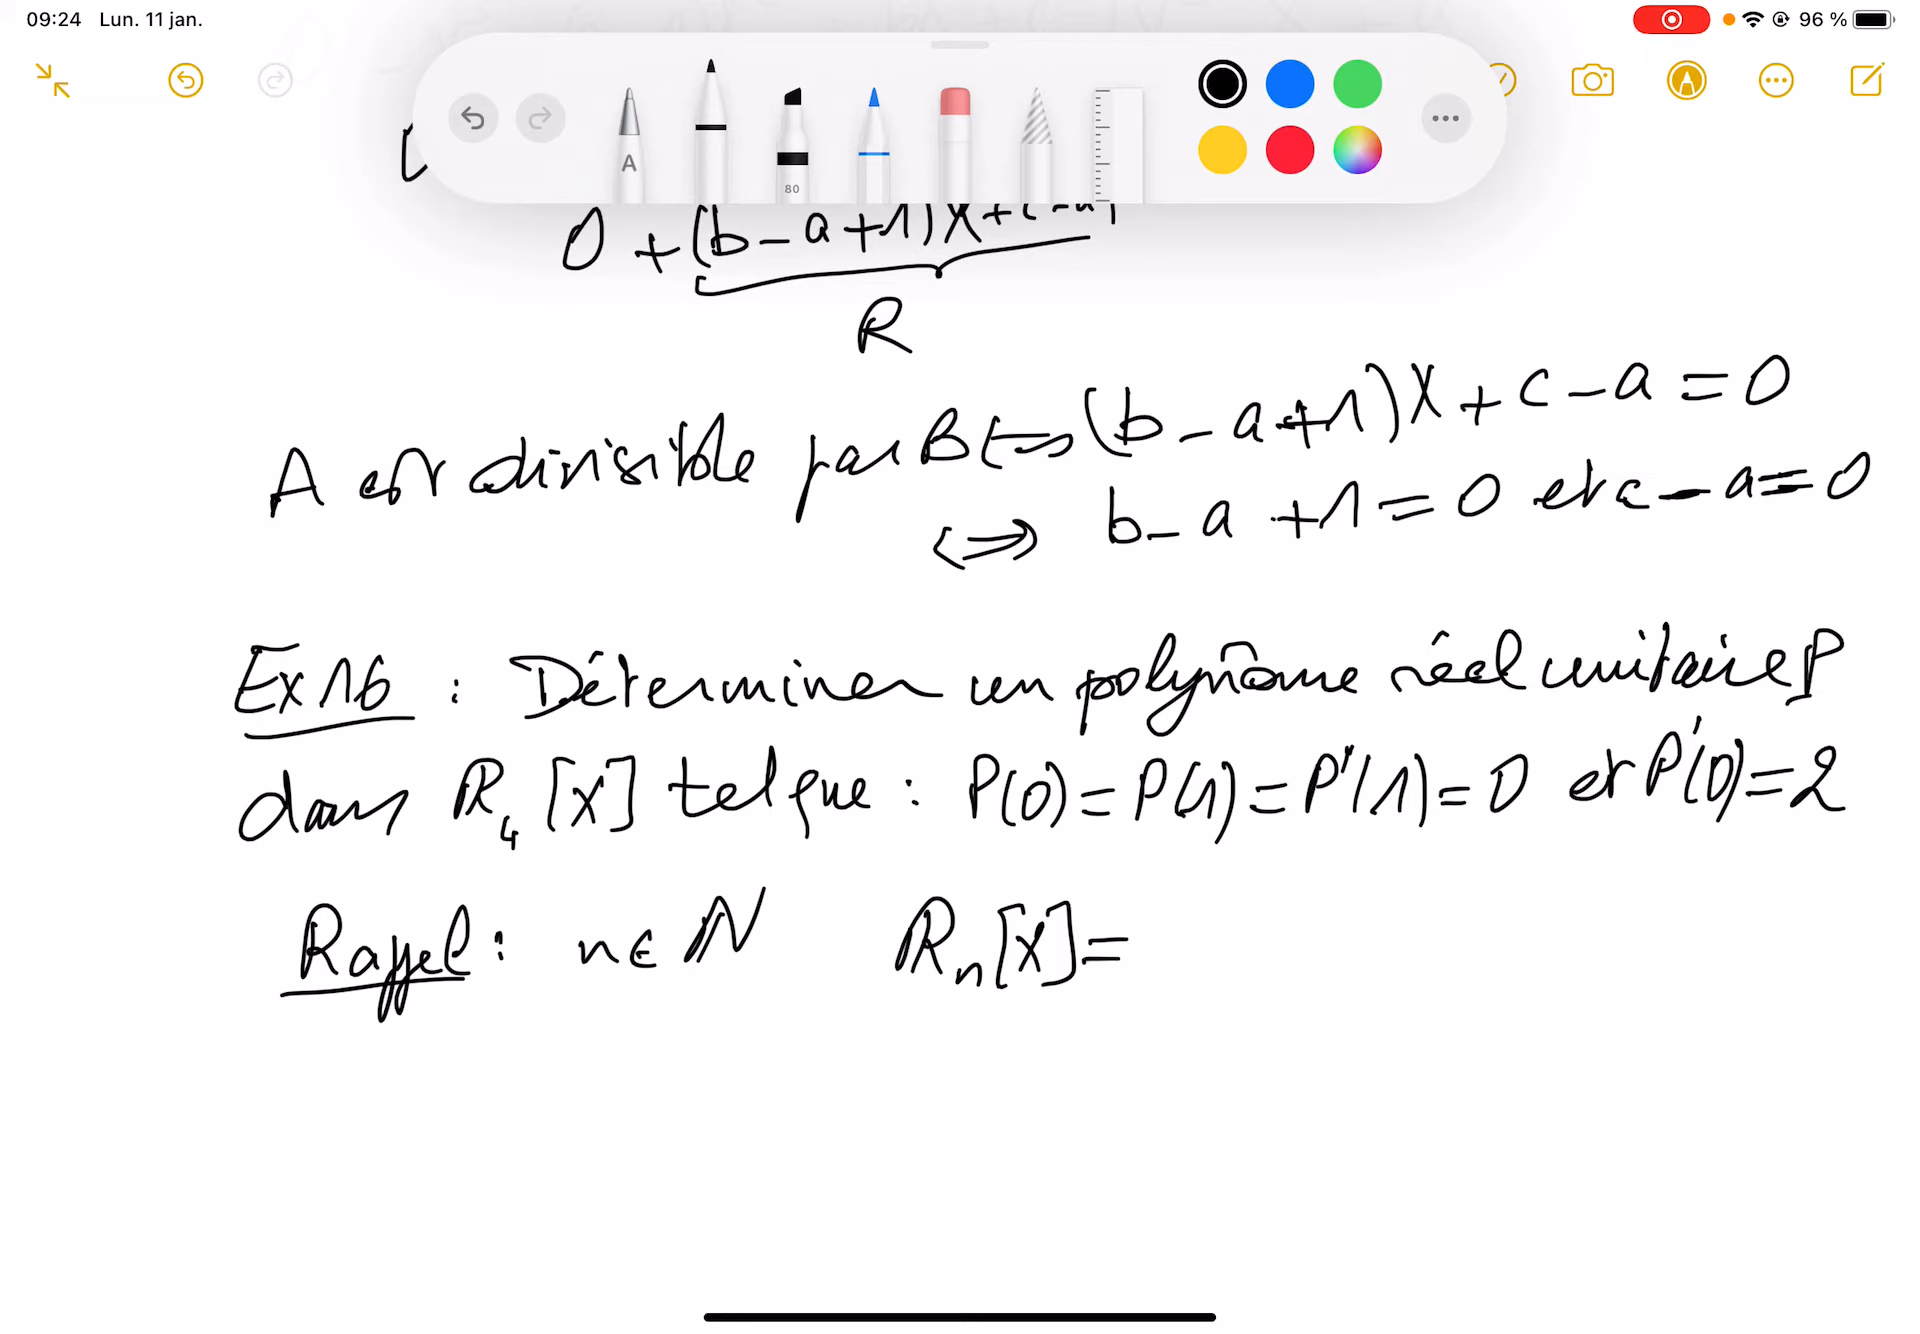 09:24 Lun. 11 jan. 96 %
A
80
0 + (b - a + 1) X + c - a
R
A est divisible par B <=> (b - a + 1) X + c - a = 0
<=> b - a + 1 = 0 et c - a = 0
Ex 16 : Déterminer un polynôme réel unitaire P
dans ℝ₄[X] tel que : P(0) = P(1) = P'(1) = 0 et P'(0) = 2
Rappel : n ∈ ℕ ℝₙ[X] =